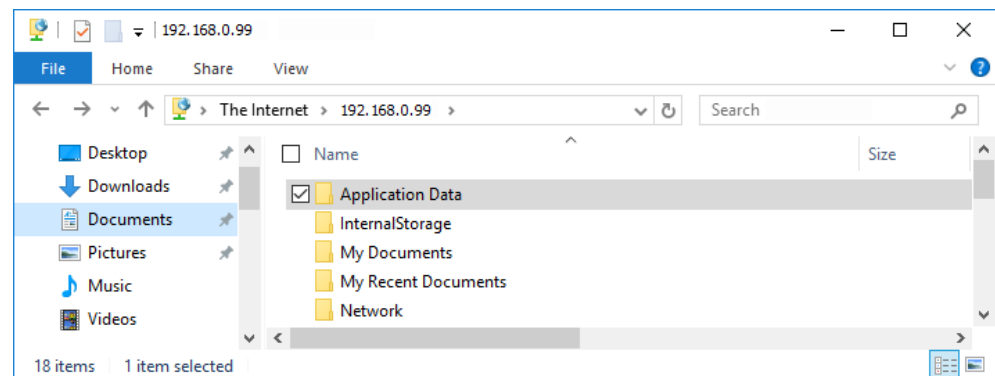 192.168.0.99
File Home Share View
The Internet 192.168.0.99 Search
Desktop
Downloads
Documents
Pictures
Music
Videos
Name Size
Application Data
InternalStorage
My Documents
My Recent Documents
Network
18 items 1 item selected